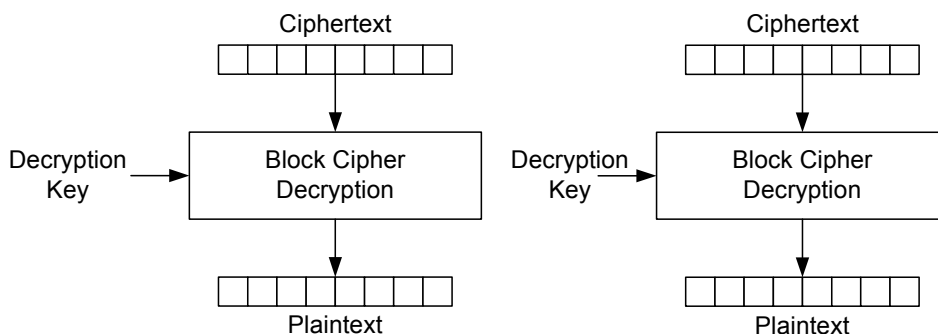 Ciphertext
Ciphertext
Decryption
Key
Block Cipher
Decryption
Decryption
Key
Block Cipher
Decryption
Plaintext
Plaintext